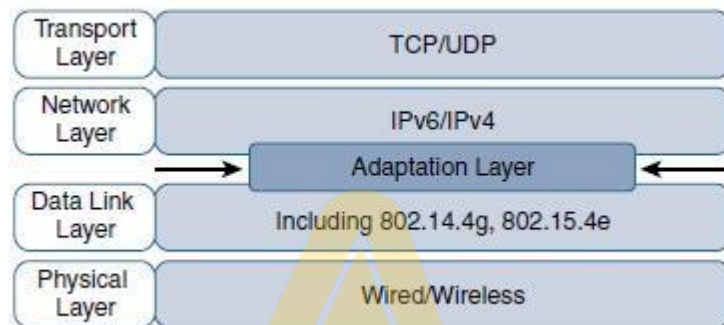 Transport
Layer
TCP/UDP
Network
Layer
IPv6/IPv4
Adaptation Layer
Data Link
Layer
Including 802.14.4g, 802.15.4e
Physical
Layer
Wired/Wireless